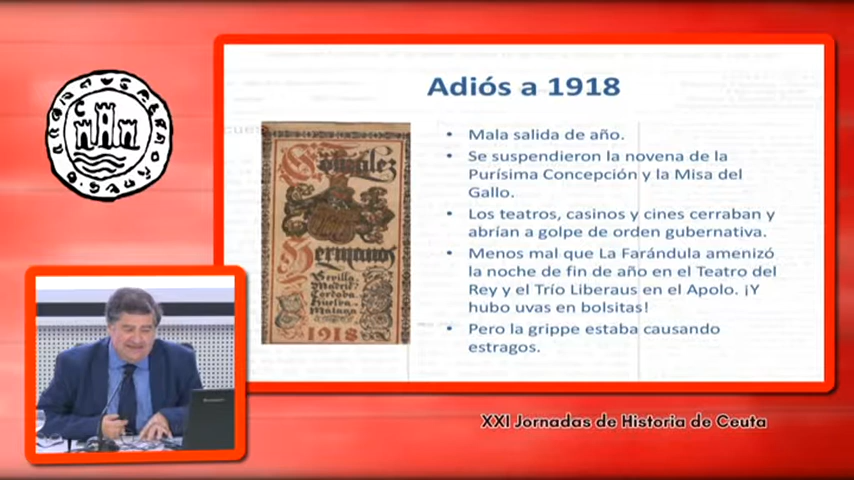 Adiós a 1918
González
Hermanos
Sevilla
Madrid
Cordoba
Huelva
Malaga
1918
• Mala salida de año.
• Se suspendieron la novena de la
Purísima Concepción y la Misa del
Gallo.
• Los teatros, casinos y cines cerraban y
abrían a golpe de orden gubernativa.
• Menos mal que La Farándula amenizó
la noche de fin de año en el Teatro del
Rey y el Trío Liberaus en el Apolo. ¡Y
hubo uvas en bolsitas!
• Pero la grippe estaba causando
estragos.
XXI Jornadas de Historia de Ceuta